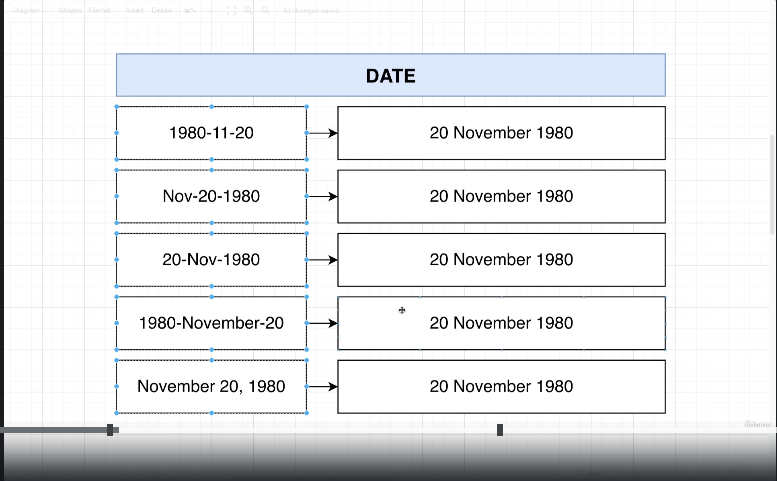 Diagram Shapes Format Insert Delete All changes saved
DATE
1980-11-20 20 November 1980
Nov-20-1980 20 November 1980
20-Nov-1980 20 November 1980
1980-November-20 20 November 1980
November 20, 1980 20 November 1980